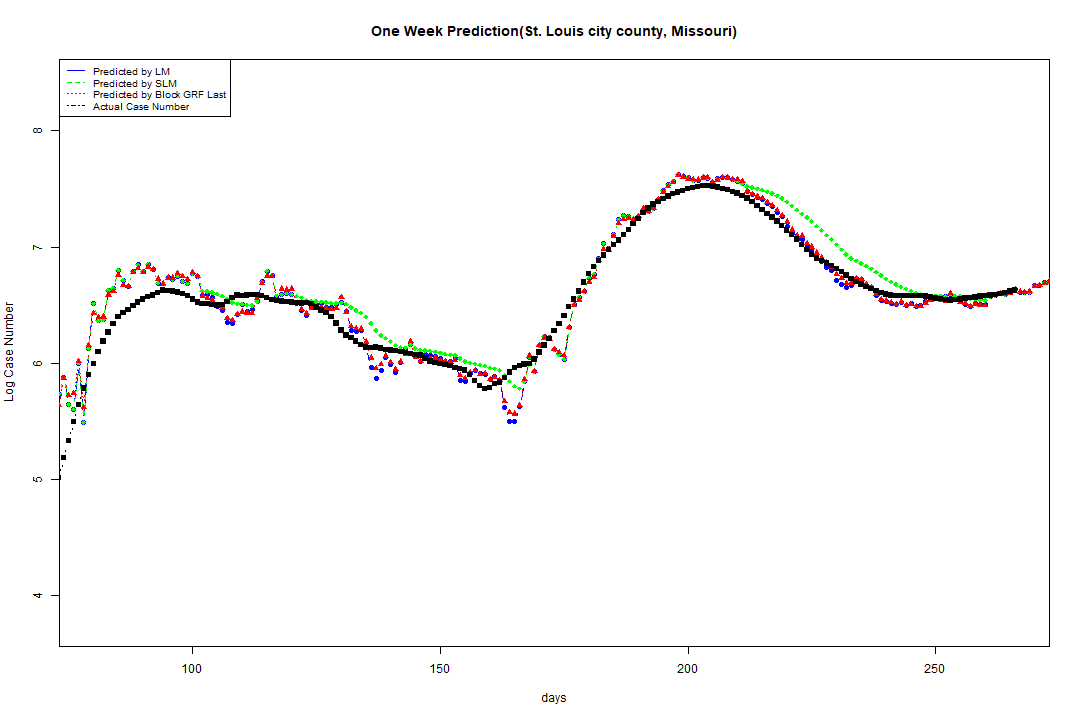 One Week Prediction(St. Louis city county, Missouri)
Predicted by LM
Predicted by SLM
Predicted by Block GRF Last
Actual Case Number
8
7
6
5
4
Log Case Number
100 150 200 250
days